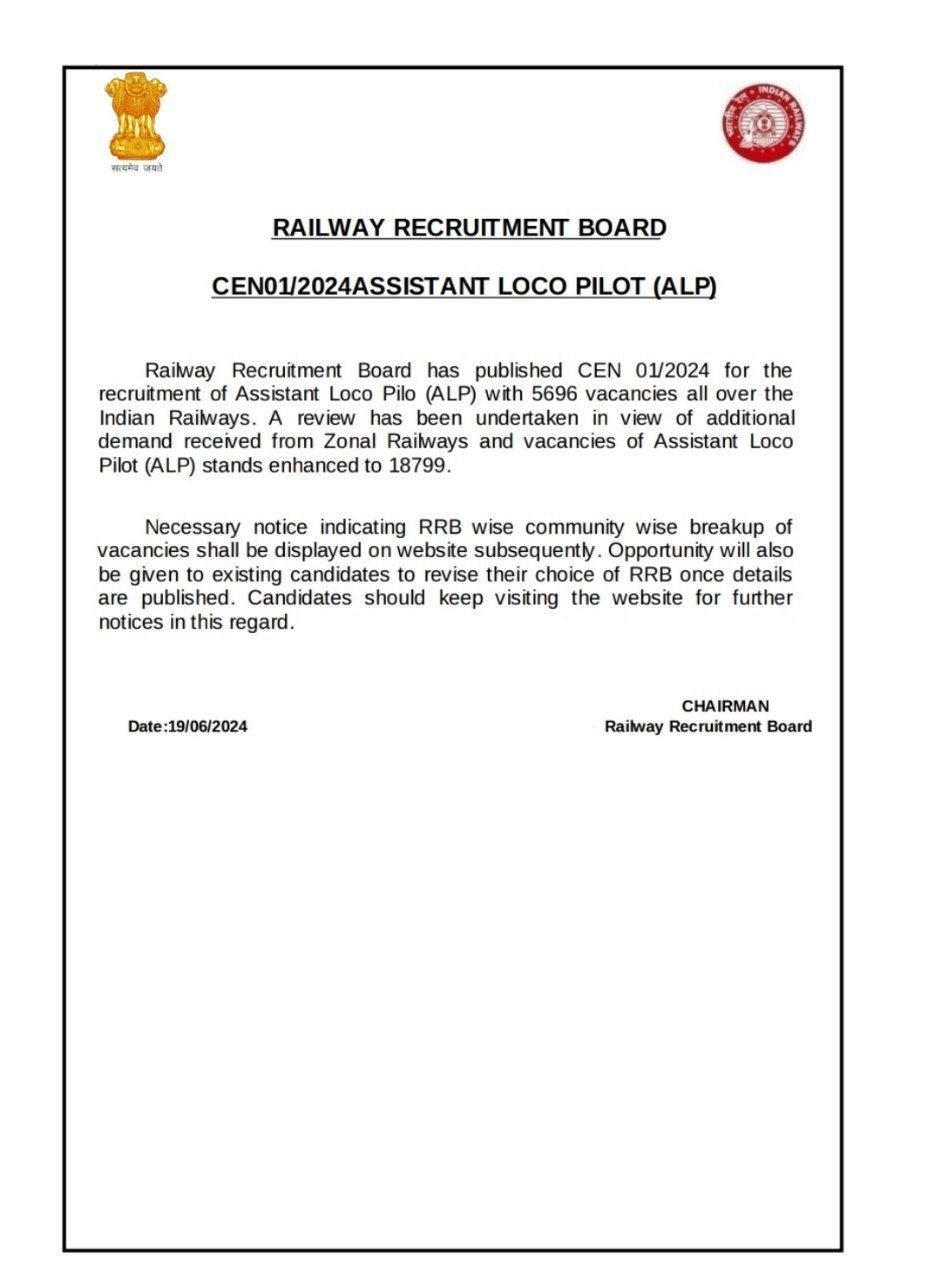 सत्यमेव जयते
भारतीय रेल • INDIAN RAILWAYS
RAILWAY RECRUITMENT BOARD
CEN01/2024ASSISTANT LOCO PILOT (ALP)
Railway Recruitment Board has published CEN 01/2024 for the
recruitment of Assistant Loco Pilo (ALP) with 5696 vacancies all over the
Indian Railways. A review has been undertaken in view of additional
demand received from Zonal Railways and vacancies of Assistant Loco
Pilot (ALP) stands enhanced to 18799.
Necessary notice indicating RRB wise community wise breakup of
vacancies shall be displayed on website subsequently. Opportunity will also
be given to existing candidates to revise their choice of RRB once details
are published. Candidates should keep visiting the website for further
notices in this regard.
CHAIRMAN
Date:19/06/2024 Railway Recruitment Board